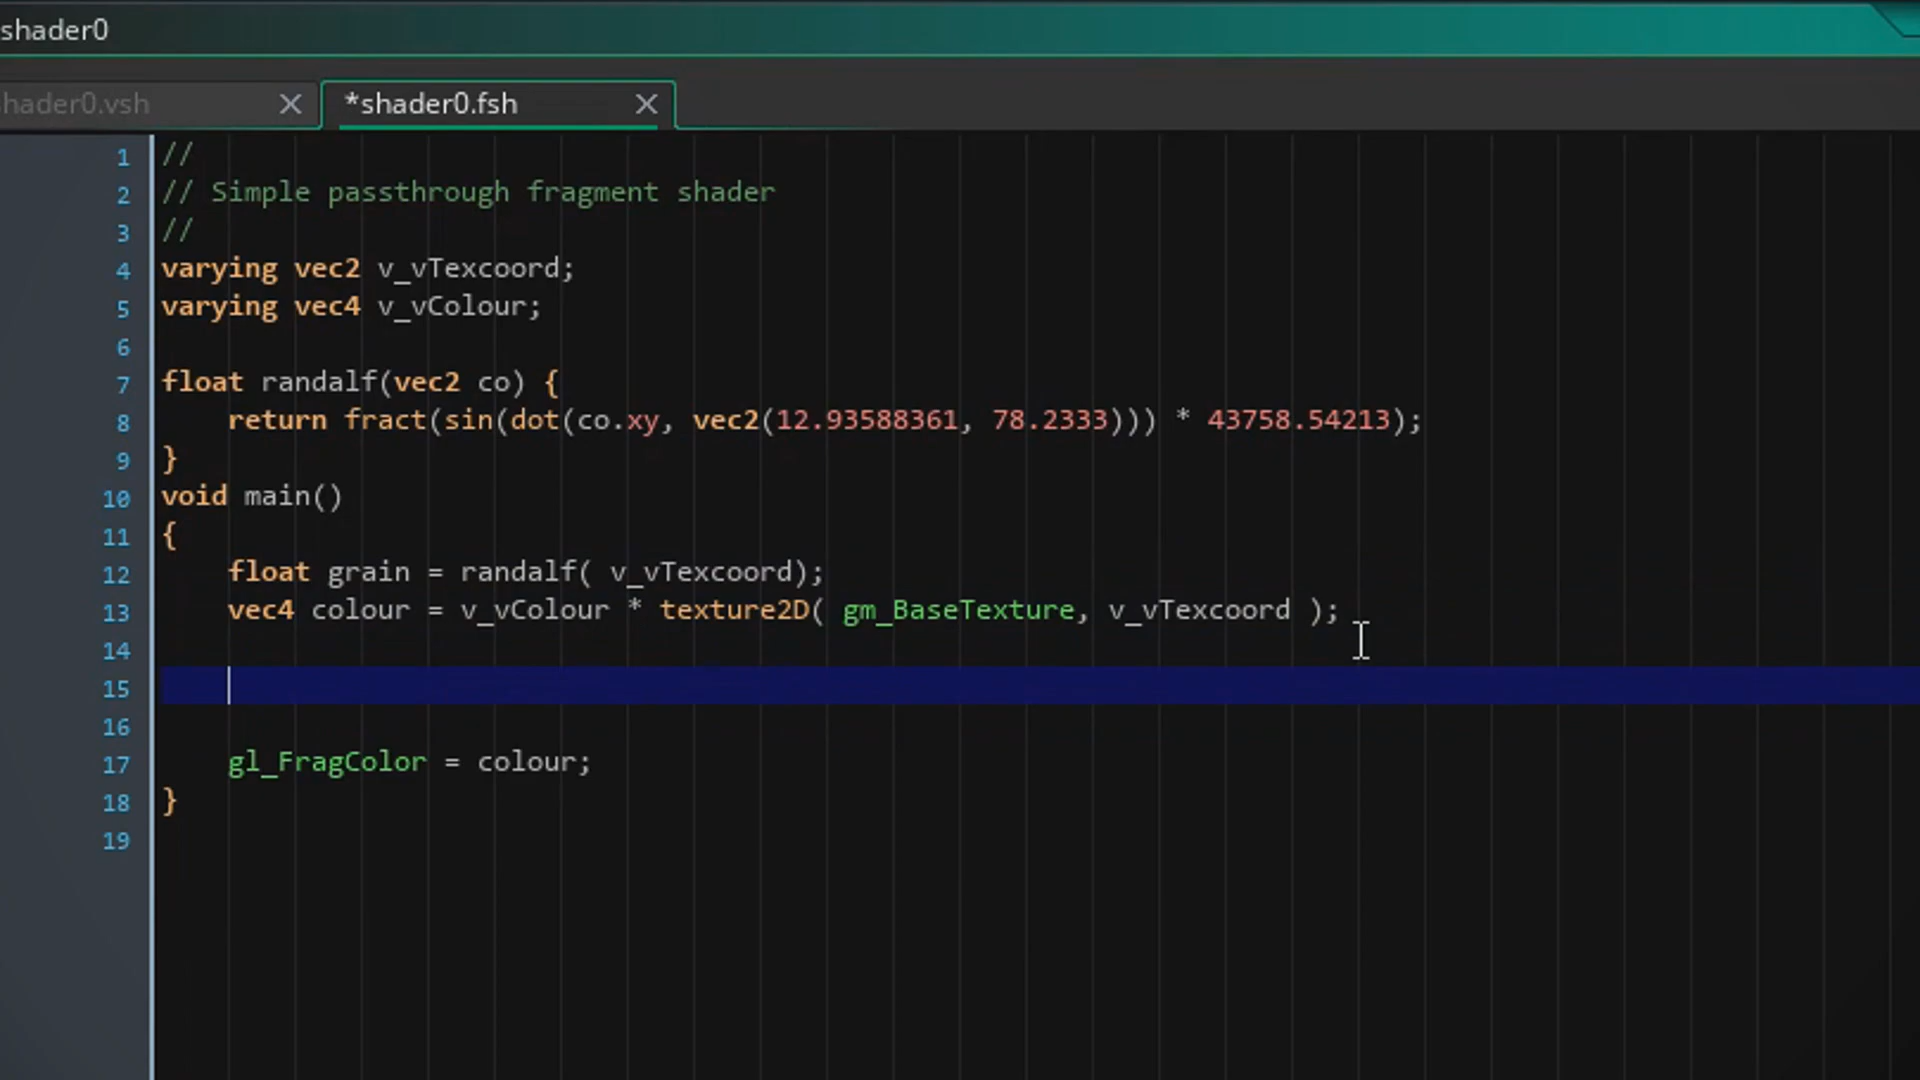 shader0
hader0.vsh
*shader0.fsh
1 //
2 // Simple passthrough fragment shader
3 //
4 varying vec2 v_vTexcoord;
5 varying vec4 v_vColour;
6
7 float randalf(vec2 co) {
8 return fract(sin(dot(co.xy, vec2(12.93588361, 78.2333))) * 43758.54213);
9 }
10 void main()
11 {
12 float grain = randalf( v_vTexcoord);
13 vec4 colour = v_vColour * texture2D( gm_BaseTexture, v_vTexcoord );
14
15
16
17 gl_FragColor = colour;
18 }
19